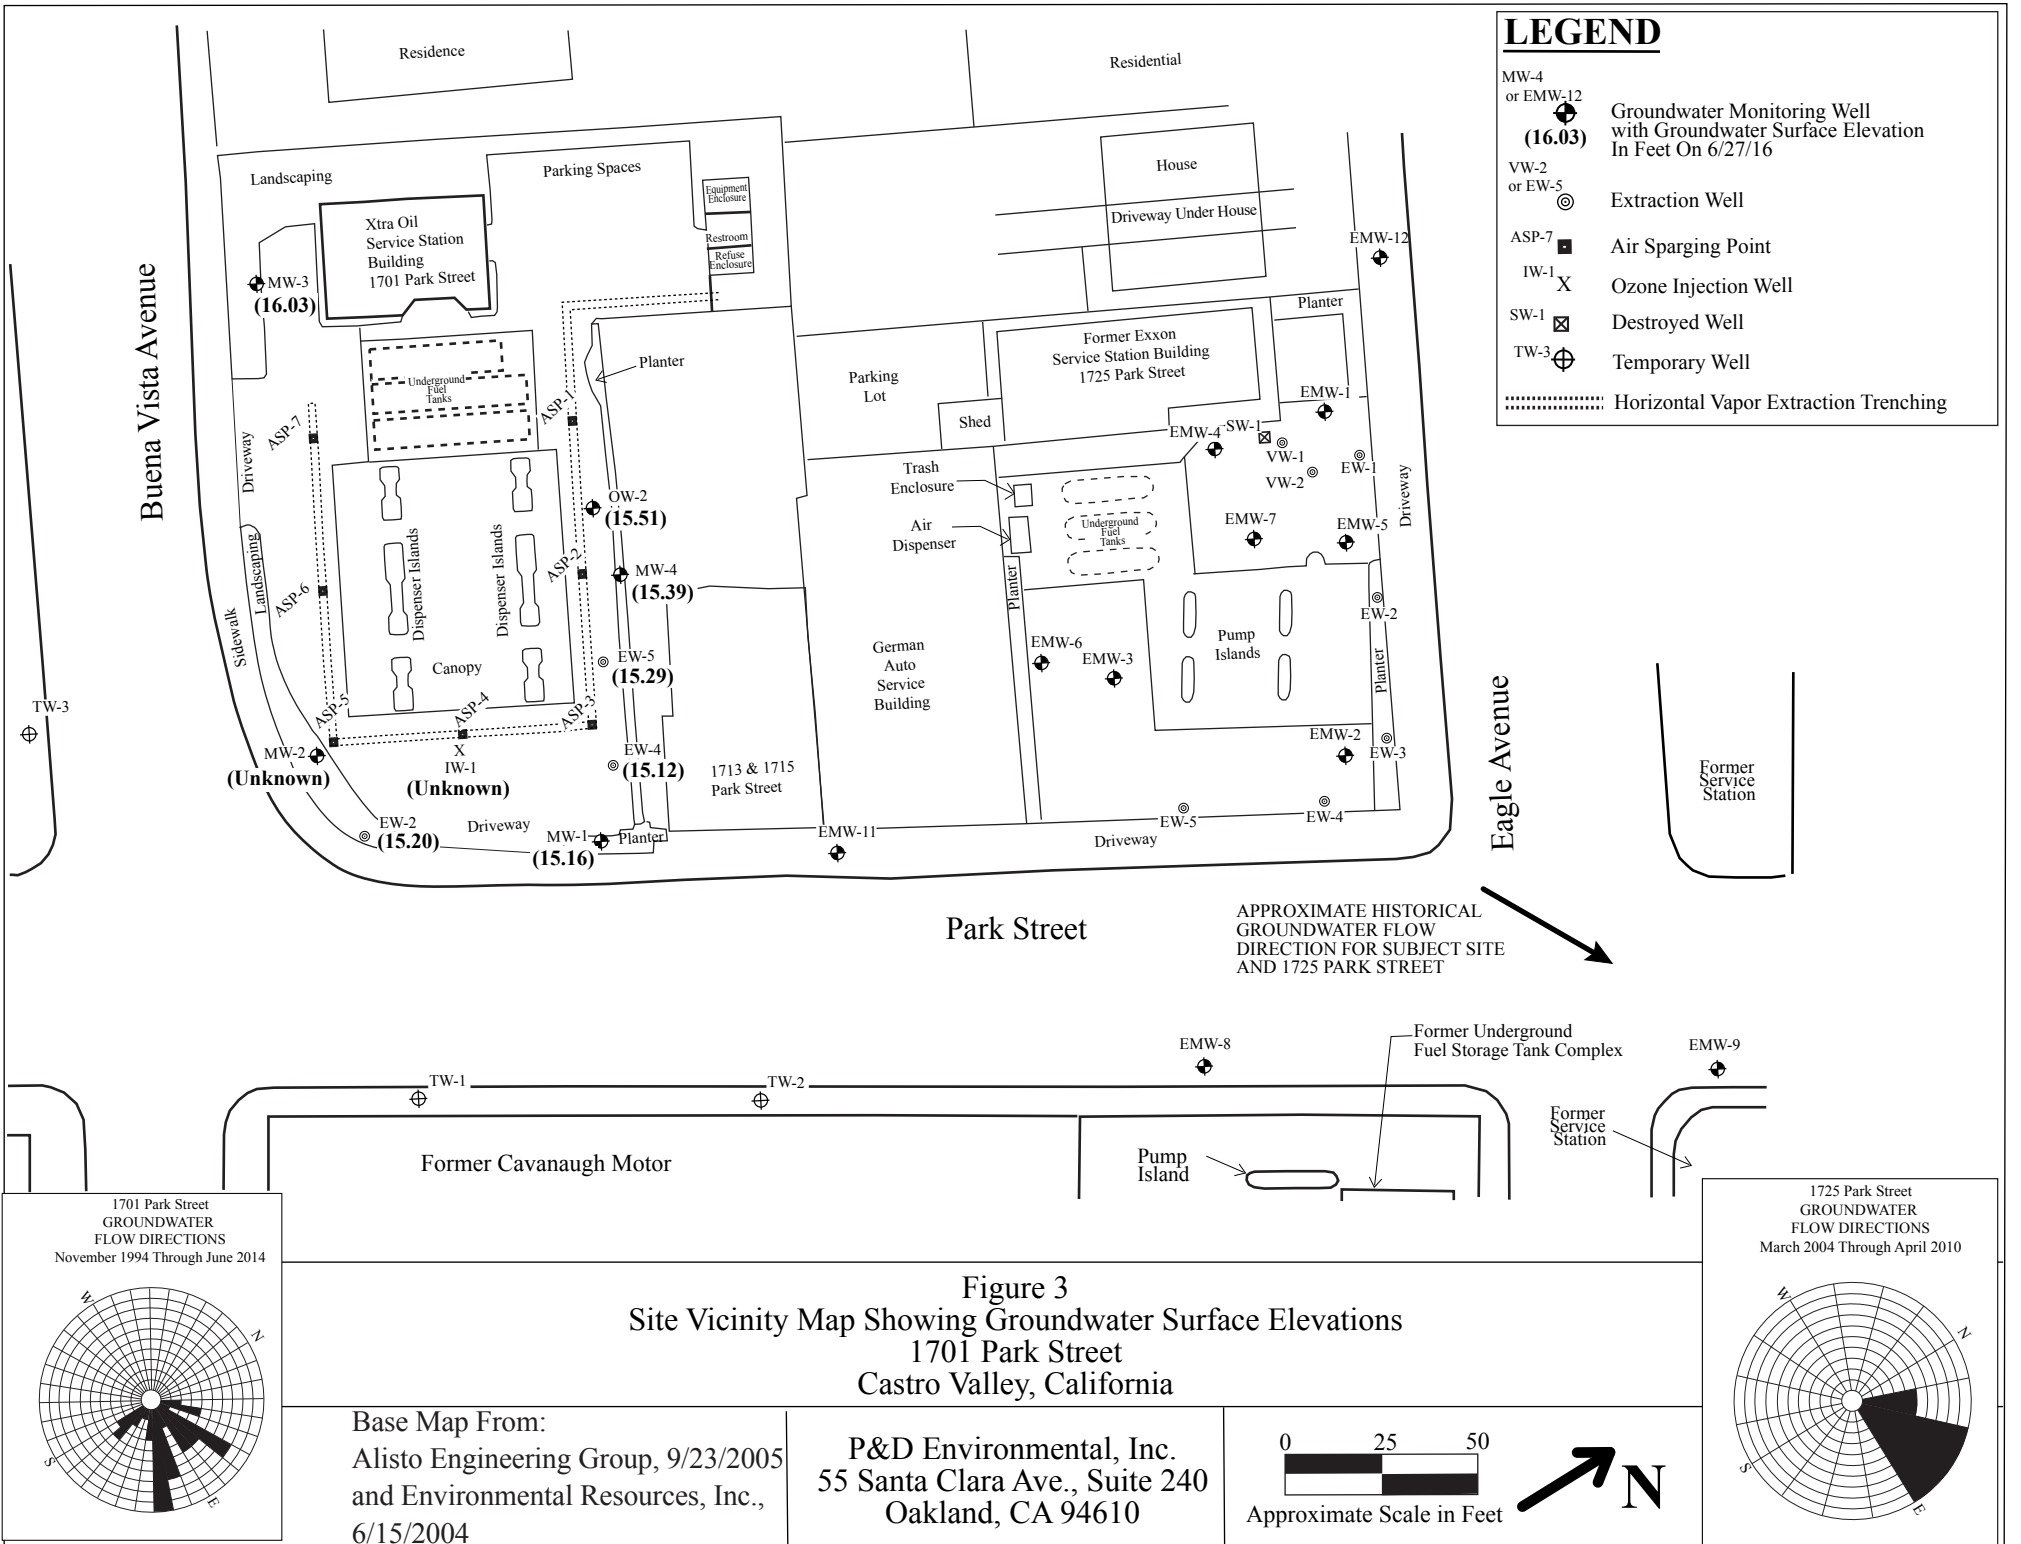 LEGEND
MW-4
or EMW-12
(16.03)
Groundwater Monitoring Well
with Groundwater Surface Elevation
In Feet On 6/27/16
VW-2
or EW-5
Extraction Well
ASP-7
Air Sparging Point
IW-1
X
Ozone Injection Well
SW-1
Destroyed Well
TW-3
Temporary Well
Horizontal Vapor Extraction Trenching
Residence
Residential
Landscaping
Parking Spaces
Equipment
Enclosure
Restroom
Refuse
Enclosure
Xtra Oil
Service Station
Building
1701 Park Street
House
Driveway Under House
EMW-12
MW-3
(16.03)
Buena Vista Avenue
Planter
Planter
Underground
Fuel
Tanks
Former Exxon
Service Station Building
1725 Park Street
Parking
Lot
Shed
ASP-1
ASP-7
EMW-1
EMW-4
SW-1
VW-1
VW-2
EW-1
Driveway
Driveway
Trash
Enclosure
Air
Dispenser
Underground
Fuel
Tanks
EMW-7
EMW-5
OW-2
(15.51)
ASP-2
MW-4
(15.39)
Dispenser Islands
Dispenser Islands
Landscaping
ASP-6
Sidewalk
Planter
EW-2
Pump
Islands
Planter
EMW-6
EMW-3
German
Auto
Service
Building
EW-5
(15.29)
Canopy
ASP-5
ASP-4
ASP-3
TW-3
MW-2
(Unknown)
X
IW-1
(Unknown)
EW-4
(15.12)
1713 & 1715
Park Street
EMW-2
EW-3
Eagle Avenue
Former
Service
Station
EW-2
(15.20)
Driveway
MW-1
(15.16)
Planter
EMW-11
Driveway
EW-5
EW-4
Park Street
APPROXIMATE HISTORICAL
GROUNDWATER FLOW
DIRECTION FOR SUBJECT SITE
AND 1725 PARK STREET
EMW-8
Former Underground
Fuel Storage Tank Complex
EMW-9
TW-1
TW-2
Former
Service
Station
Former Cavanaugh Motor
Pump
Island
1701 Park Street
GROUNDWATER
FLOW DIRECTIONS
November 1994 Through June 2014
W
N
S
E
Figure 3
Site Vicinity Map Showing Groundwater Surface Elevations
1701 Park Street
Castro Valley, California
Base Map From:
Alisto Engineering Group, 9/23/2005
and Environmental Resources, Inc.,
6/15/2004
P&D Environmental, Inc.
55 Santa Clara Ave., Suite 240
Oakland, CA 94610
0 25 50
Approximate Scale in Feet
N
1725 Park Street
GROUNDWATER
FLOW DIRECTIONS
March 2004 Through April 2010
W
N
S
E